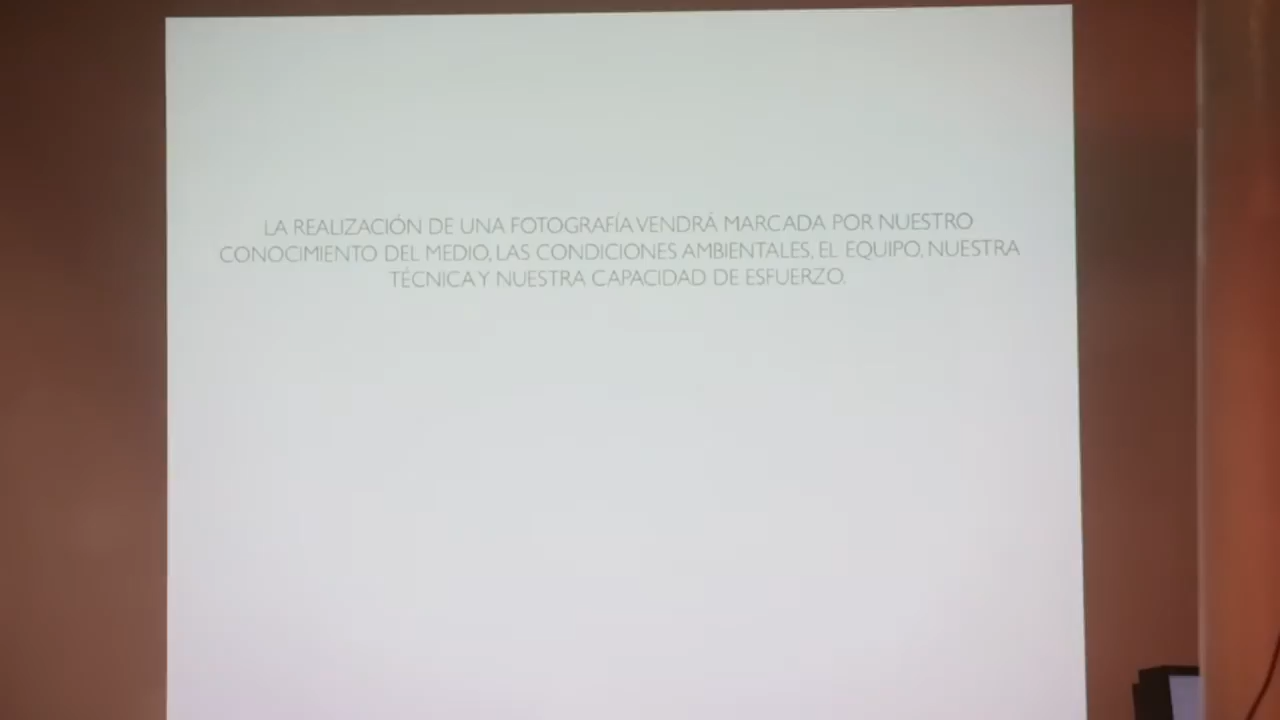 LA REALIZACIÓN DE UNA FOTOGRAFÍA VENDRÁ MARCADA POR NUESTRO
CONOCIMIENTO DEL MEDIO, LAS CONDICIONES AMBIENTALES, EL EQUIPO, NUESTRA
TÉCNICA Y NUESTRA CAPACIDAD DE ESFUERZO.